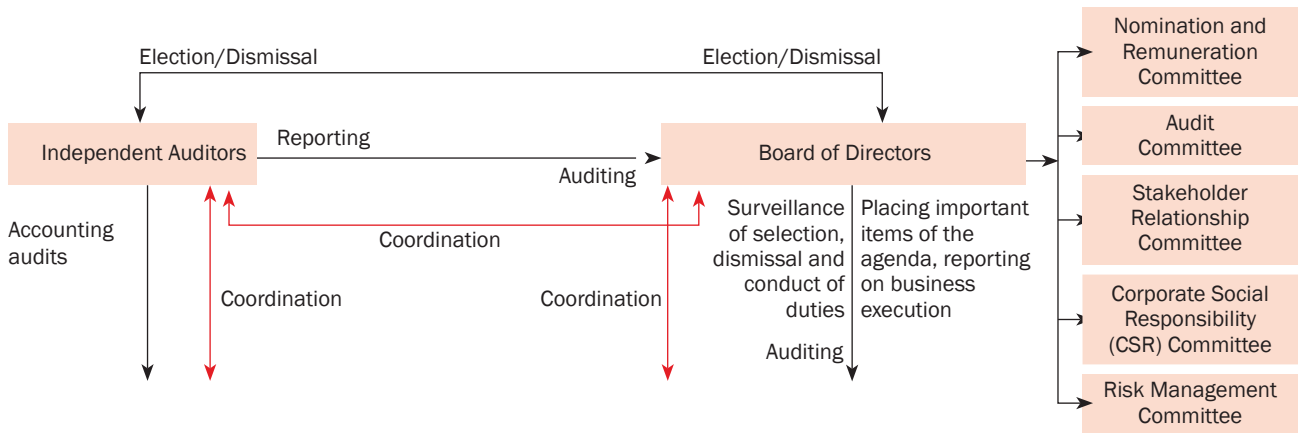 Election/Dismissal
Election/Dismissal
Independent Auditors
Reporting
Auditing
Board of Directors
Accounting
audits
Coordination
Coordination
Coordination
Surveillance
of selection,
dismissal and
conduct of
duties
Placing important
items of the
agenda, reporting
on business
execution
Auditing
Nomination and
Remuneration
Committee
Audit
Committee
Stakeholder
Relationship
Committee
Corporate Social
Responsibility
(CSR) Committee
Risk Management
Committee